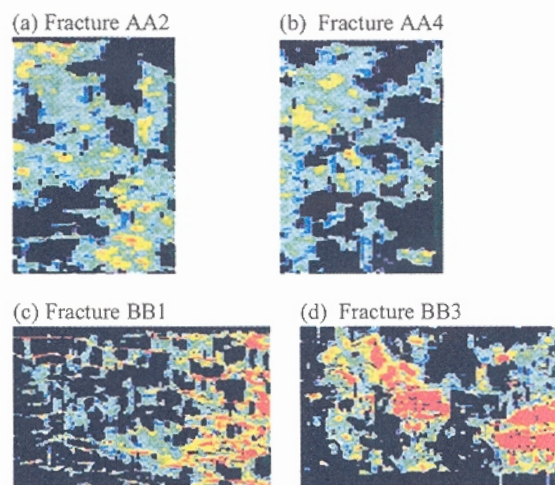 (a) Fracture AA2
(b) Fracture AA4
(c) Fracture BB1
(d) Fracture BB3